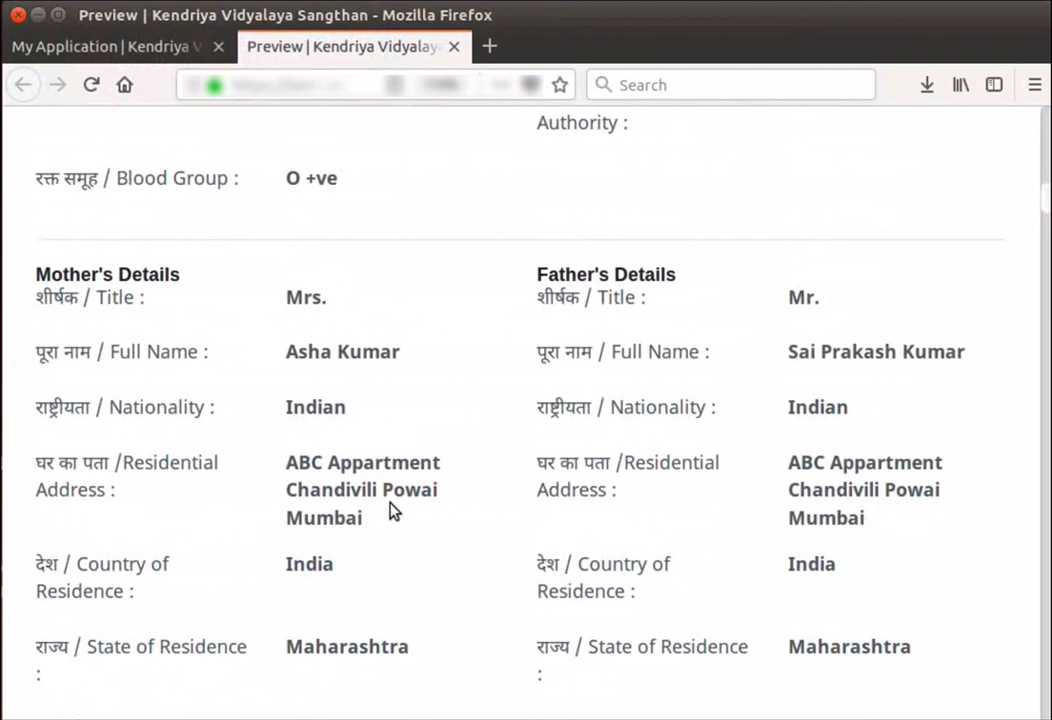 Preview | Kendriya Vidyalaya Sangthan - Mozilla Firefox
My Application | Kendriya V
Preview | Kendriya Vidyalay
Search
Authority :
रक्त समूह / Blood Group : O +ve
Mother's Details Father's Details
शीर्षक / Title : Mrs. शीर्षक / Title : Mr.
पूरा नाम / Full Name : Asha Kumar पूरा नाम / Full Name : Sai Prakash Kumar
राष्ट्रीयता / Nationality : Indian राष्ट्रीयता / Nationality : Indian
घर का पता /Residential ABC Appartment घर का पता /Residential ABC Appartment
Address : Chandivili Powai Address : Chandivili Powai
Mumbai Mumbai
देश / Country of India देश / Country of India
Residence : Residence :
राज्य / State of Residence Maharashtra राज्य / State of Residence Maharashtra
: :